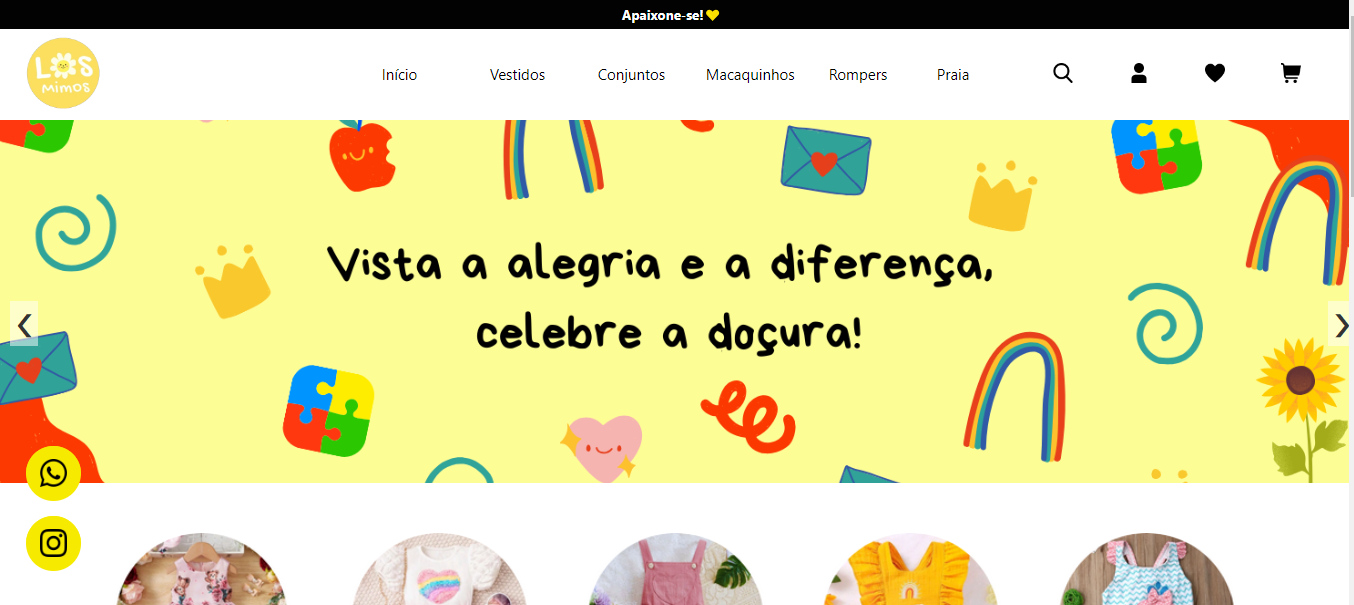 Apaixone-se!💛
LOS
mimos
Início
Vestidos
Conjuntos
Macaquinhos
Rompers
Praia
Vista a alegria e a diferença,
celebre a doçura!